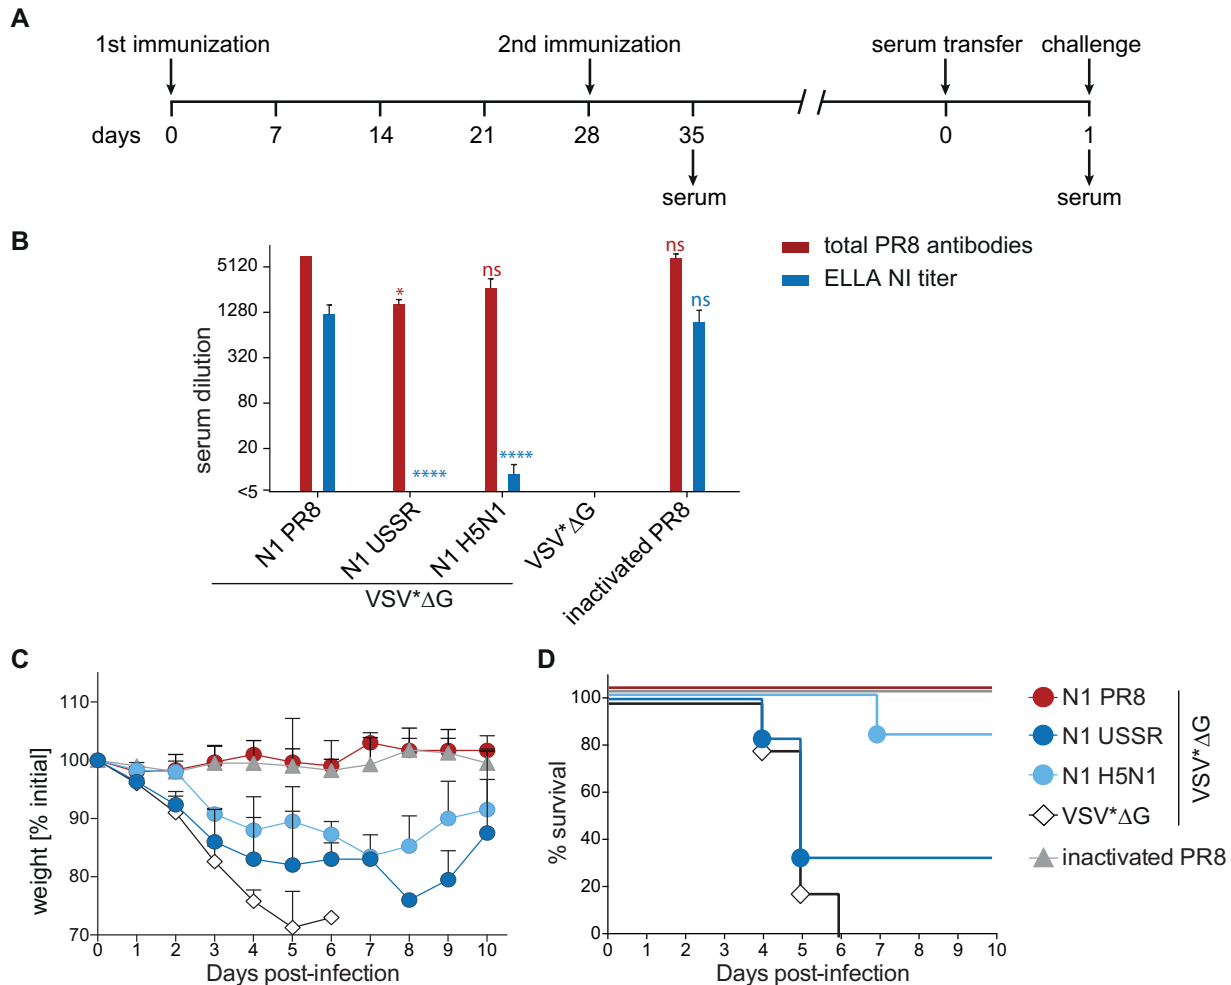 A
1st immunization
2nd immunization
serum transfer
challenge
days 0 7 14 21 28 35 0 1
serum
serum
B
serum dilution
5120
1280
320
80
20
<5
*
****
ns
****
ns
ns
total PR8 antibodies
ELLA NI titer
N1 PR8
N1 USSR
N1 H5N1
VSV*ΔG
inactivated PR8
VSV*ΔG
C
weight [% initial]
110
100
90
80
70
0 1 2 3 4 5 6 7 8 9 10
Days post-infection
D
% survival
100
80
60
40
20
0
0 1 2 3 4 5 6 7 8 9 10
Days post-infection
N1 PR8
N1 USSR
N1 H5N1
VSV*ΔG
inactivated PR8
VSV*ΔG